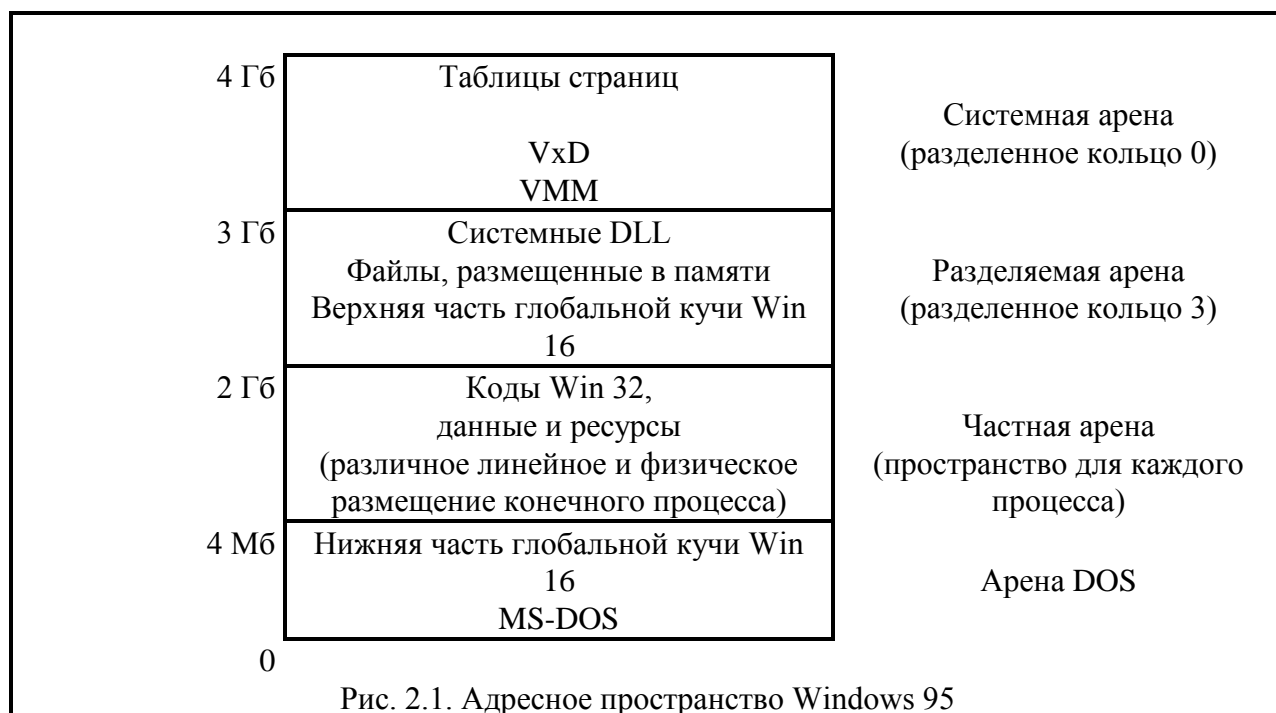 4 Гб
Таблицы страниц
VxD
VMM
Системная арена
(разделенное кольцо 0)
3 Гб
Системные DLL
Файлы, размещенные в памяти
Верхняя часть глобальной кучи Win
16
Разделяемая арена
(разделенное кольцо 3)
2 Гб
Коды Win 32,
данные и ресурсы
(различное линейное и физическое
размещение конечного процесса)
Частная арена
(пространство для каждого
процесса)
4 Мб
Нижняя часть глобальной кучи Win
16
MS-DOS
Арена DOS
0
Рис. 2.1. Адресное пространство Windows 95